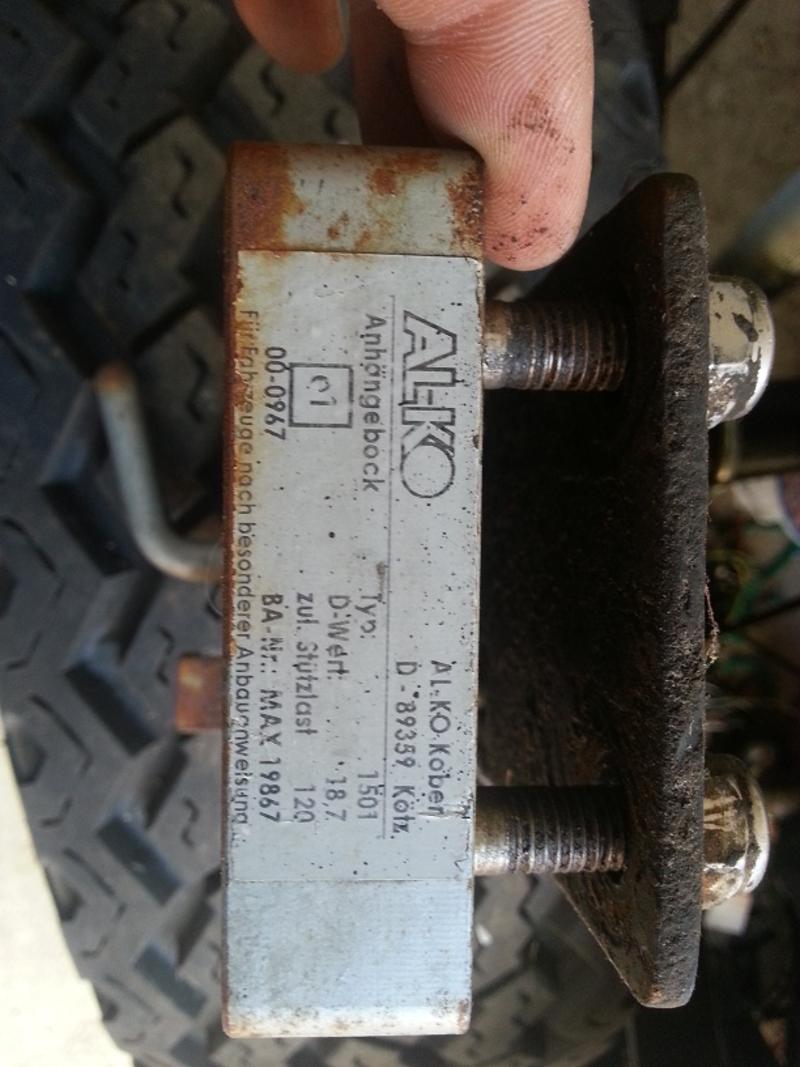 AL-KO
AL-KO Kober
D-89359 Kötz
Anhängebock
Typ: 1501
e1
D-Wert: 18,7
zul. Stützlast 120
00-0967
BA-Nr.: MAX 19867
Für Fahrzeuge nach besonderer Anbauanweisung.